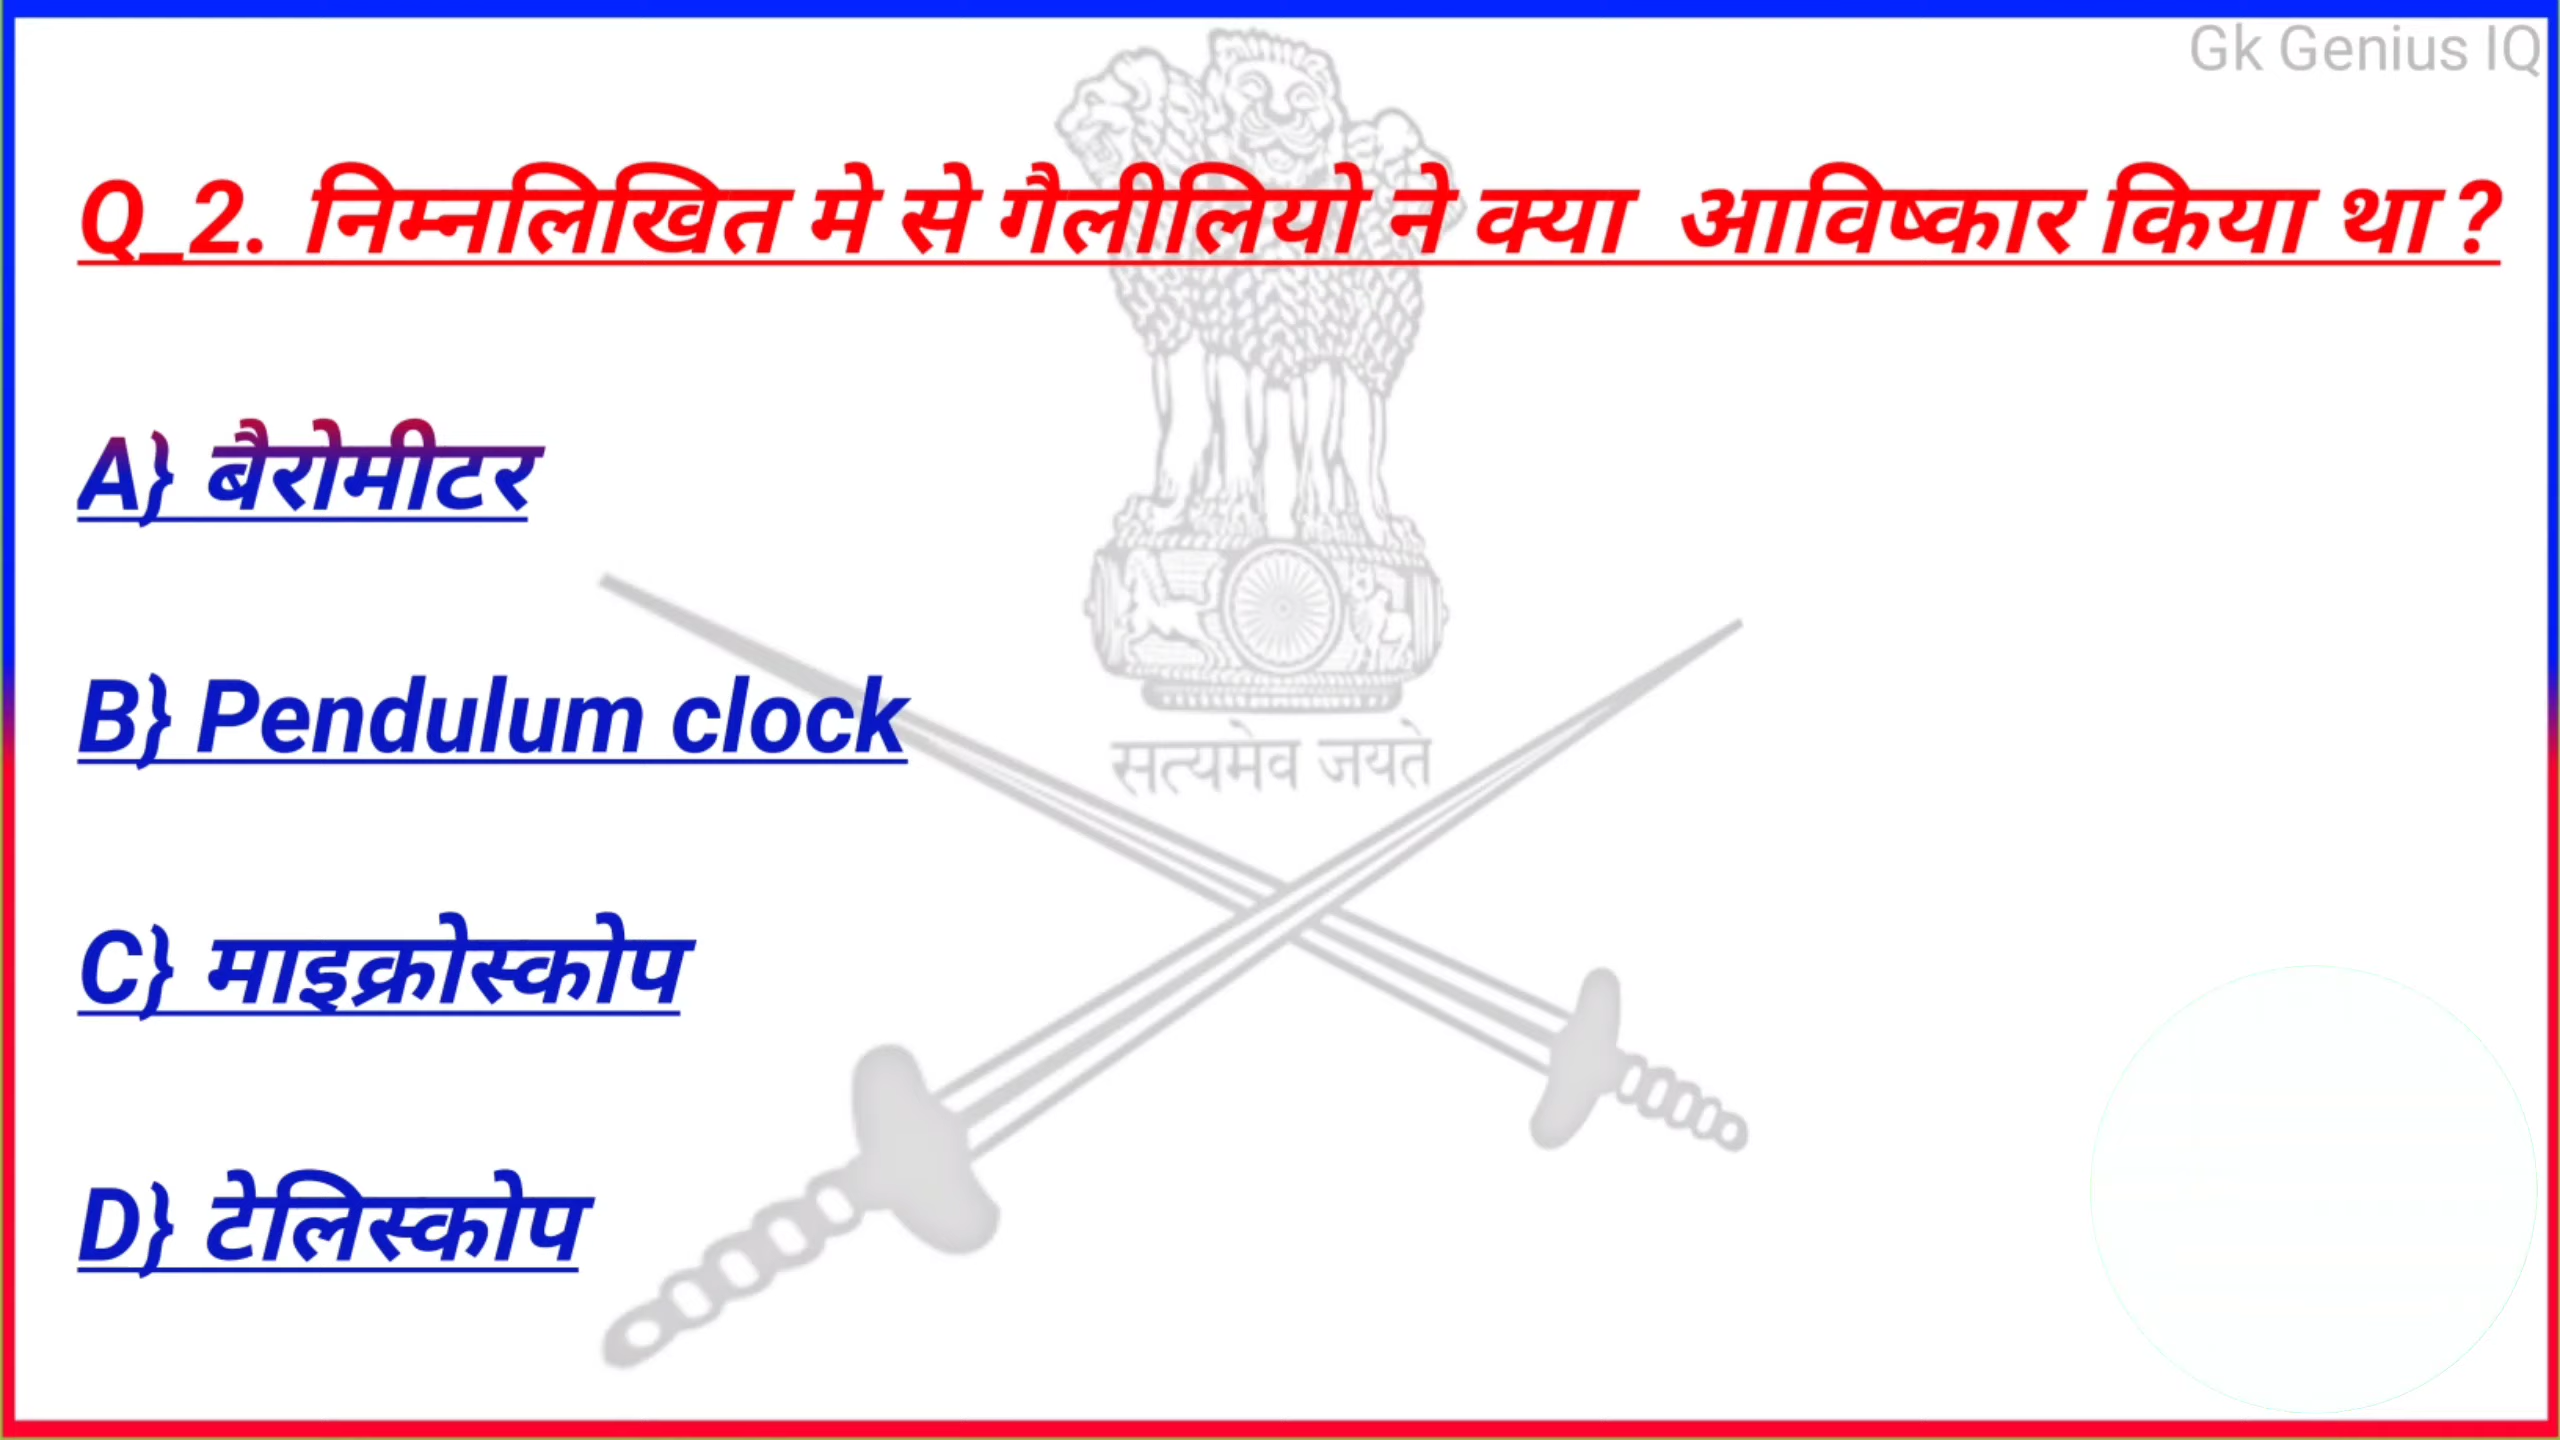 Gk Genius IQ
Q_2. निम्नलिखित मे से गैलीलियो ने क्या आविष्कार किया था ?
A} बैरोमीटर
B} Pendulum clock
सत्यमेव जयते
C} माइक्रोस्कोप
D} टेलिस्कोप